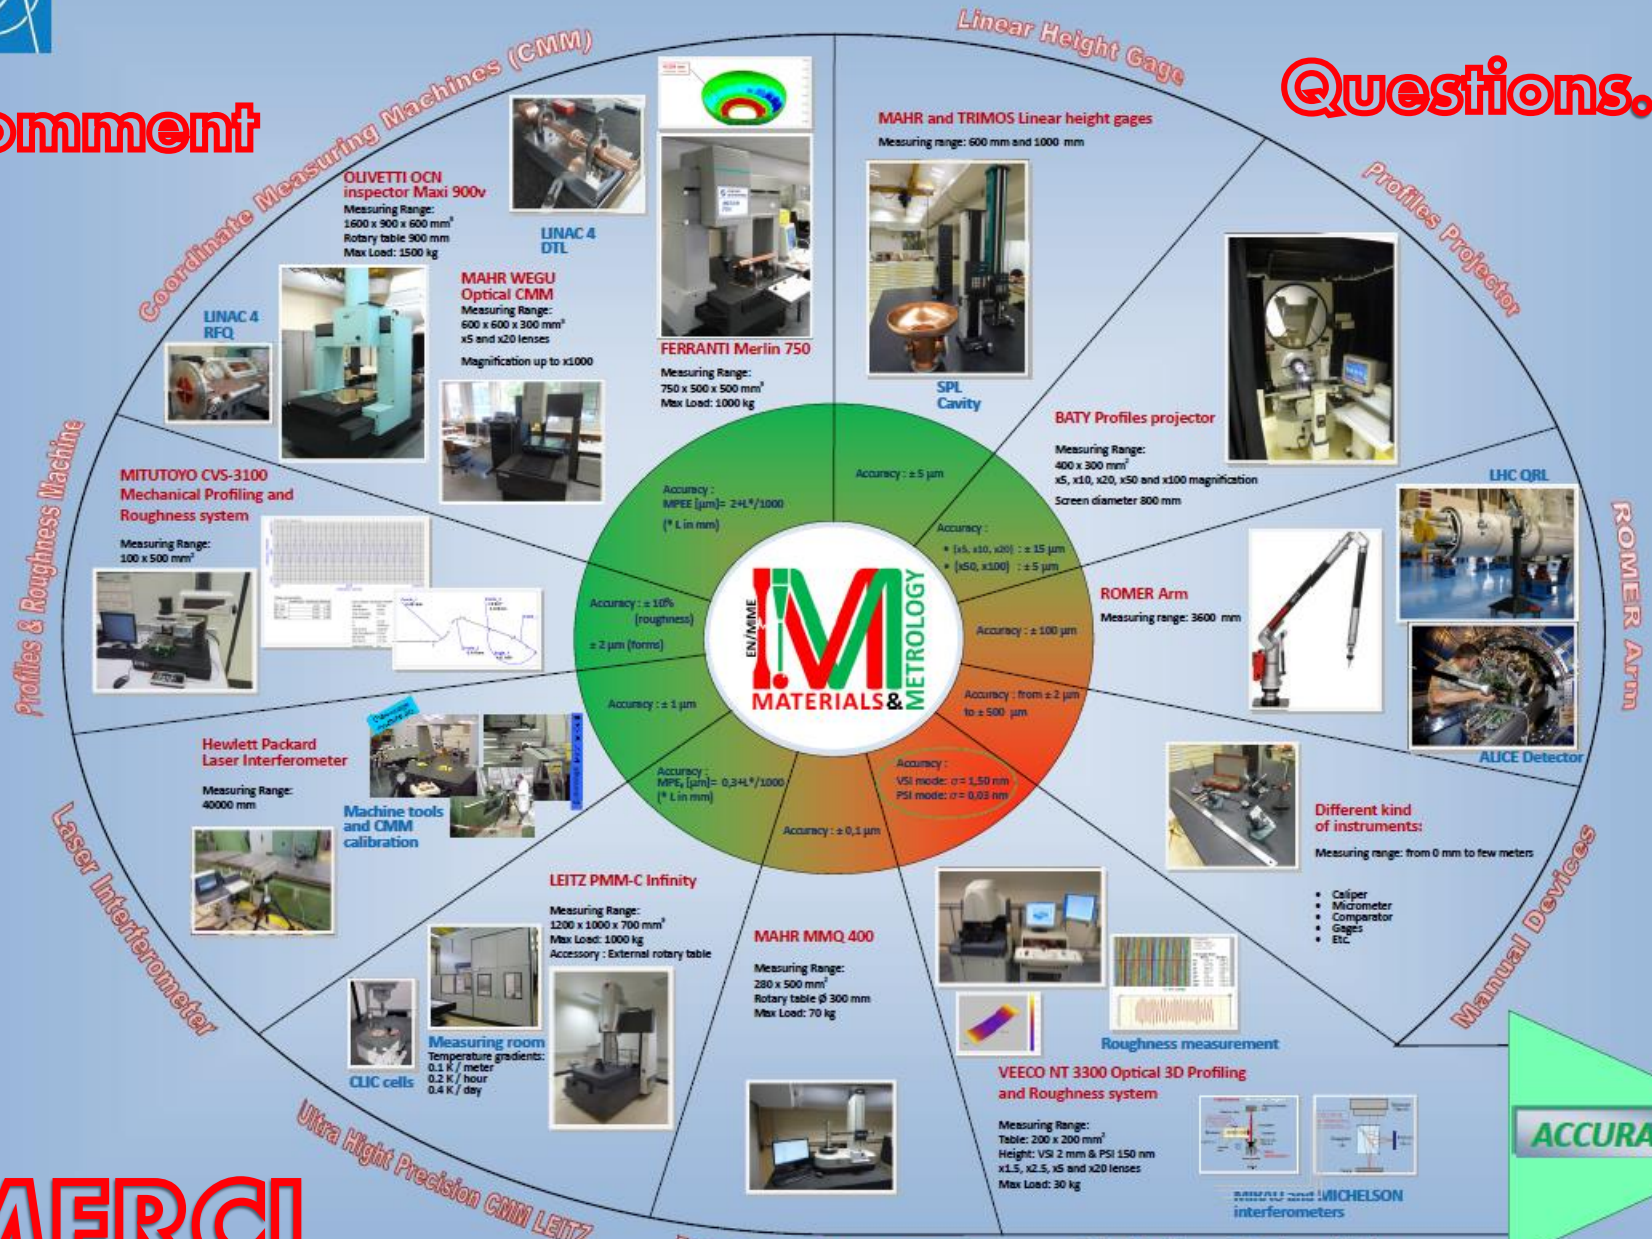 omment
Questions.
Linear Height Gage
Coordinate Measuring Machines (CMM)
Profiles Projector
ROMER Arm
Manual Devices
Profiles & Roughness Machine
Laser Interferometer
Ultra Hight Precision CMM LEITZ
OLIVETTI OCN
inspector Maxi 900v
Measuring Range:
1600 x 900 x 600 mm³
Rotary table 900 mm
Max Load: 1500 kg
LINAC 4
DTL
LINAC 4
RFQ
MAHR WEGU
Optical CMM
Measuring Range:
600 x 600 x 300 mm³
x5 and x20 lenses
Magnification up to x1000
FERRANTI Merlin 750
Measuring Range:
750 x 500 x 500 mm³
Max Load: 1000 kg
MAHR and TRIMOS Linear height gages
Measuring range: 600 mm and 1000 mm
SPL
Cavity
BATY Profiles projector
Measuring Range:
400 x 300 mm²
x5, x10, x20, x50 and x100 magnification
Screen diameter 800 mm
LHC QRL
ROMER Arm
Measuring range: 3600 mm
ALICE Detector
Different kind
of instruments:
Measuring range: from 0 mm to few meters
• Caliper
• Micrometer
• Comparator
• Gages
• Etc.
MITUTOYO CVS-3100
Mechanical Profiling and
Roughness system
Measuring Range:
100 x 500 mm²
Hewlett Packard
Laser Interferometer
Measuring Range:
40000 mm
Machine tools
and CMM
calibration
LEITZ PMM-C Infinity
Measuring Range:
1200 x 1000 x 700 mm³
Max Load: 1000 kg
Accessory : External rotary table
Measuring room
Temperature gradients:
0.1 K / meter
0.2 K / hour
0.4 K / day
CLIC cells
MAHR MMQ 400
Measuring Range:
280 x 500 mm²
Rotary table Ø 300 mm
Max Load: 70 kg
Roughness measurement
VEECO NT 3300 Optical 3D Profiling
and Roughness system
Measuring Range:
Table: 200 x 200 mm²
Height: VSI 2 mm & PSI 150 nm
x1.5, x2.5, x5 and x20 lenses
Max Load: 30 kg
MIRAU and MICHELSON
interferometers
Accuracy :
MPEE [µm]= 2+L*/1000
(* L in mm)
Accuracy : ± 5 µm
Accuracy :
• (x5, x10, x20) : ± 15 µm
• (x50, x100) : ± 5 µm
Accuracy : ± 100 µm
Accuracy : from ± 2 µm
to ± 500 µm
Accuracy :
VSI mode: σ = 1,50 nm
PSI mode: σ = 0,03 nm
Accuracy : ± 0,1 µm
Accuracy :
MPEE [µm]= 0,3+L*/1000
(* L in mm)
Accuracy : ± 1 µm
Accuracy : ± 10%
(roughness)
± 2 µm (forms)
EN/MME
MATERIALS&
METROLOGY
ACCURA
MERCI